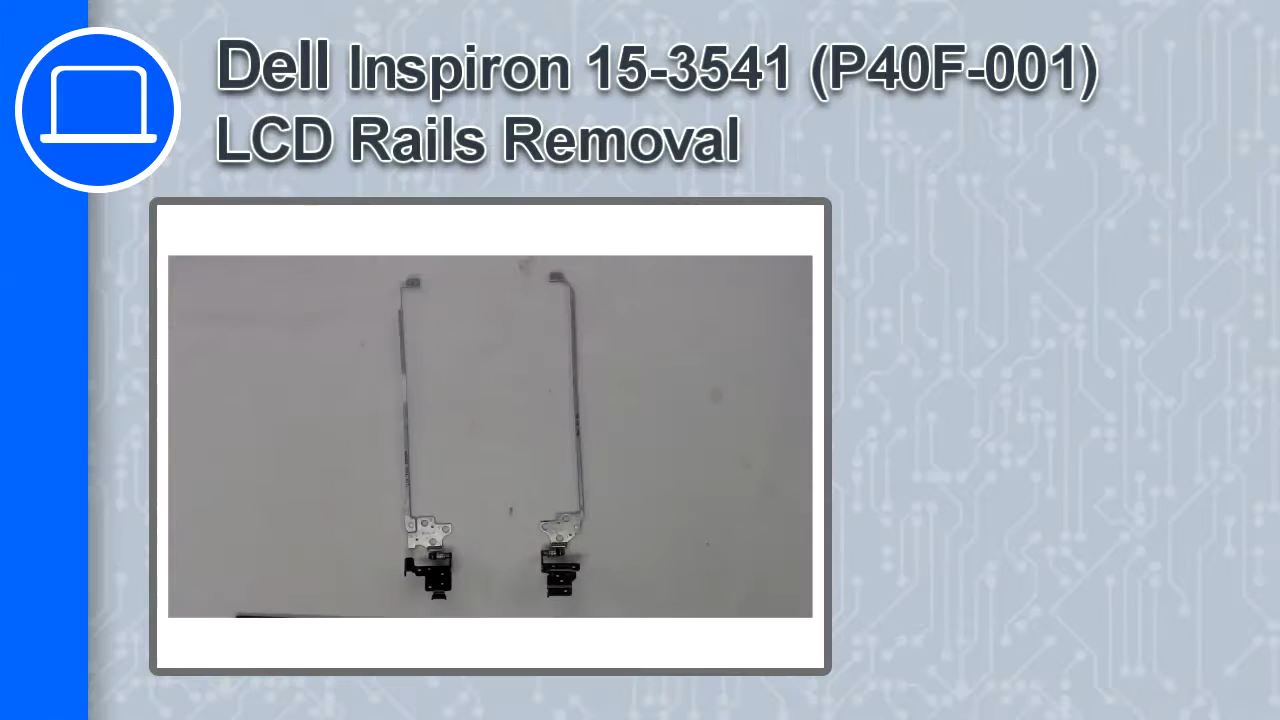 Dell Inspiron 15-3541 (P40F-001)
LCD Rails Removal